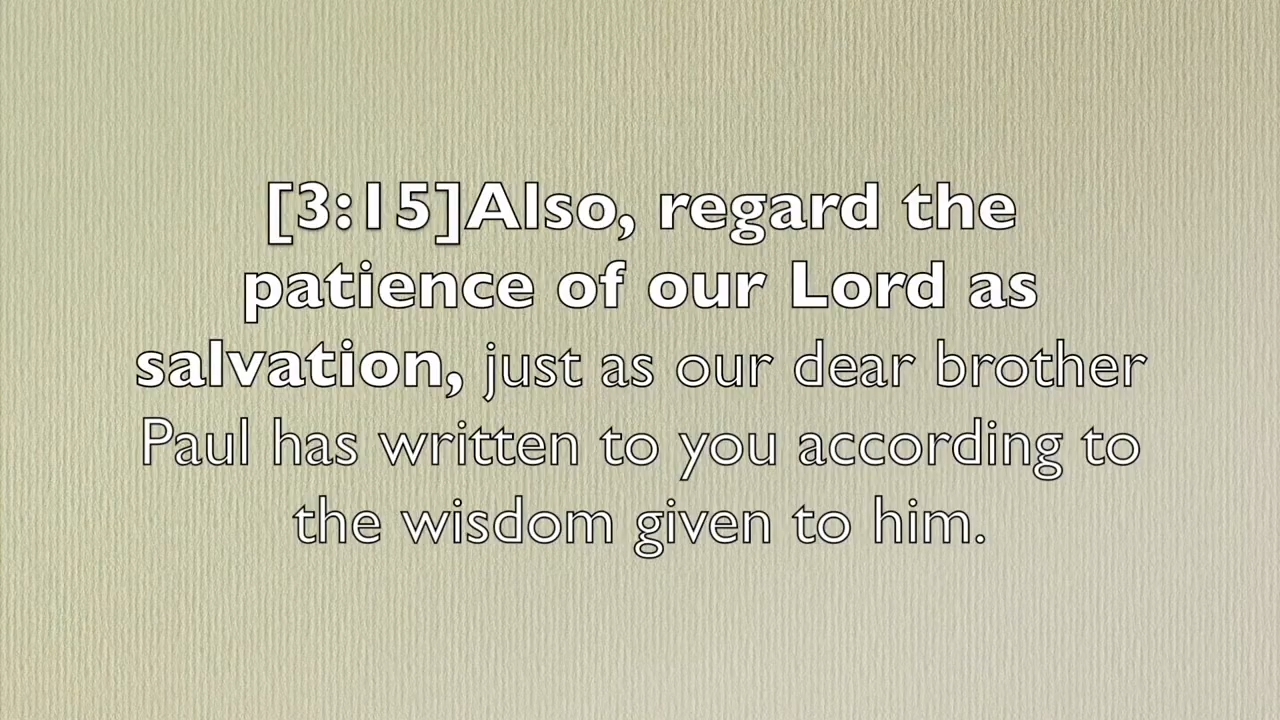 [3:15]Also, regard the
patience of our Lord as
salvation, just as our dear brother
Paul has written to you according to
the wisdom given to him.